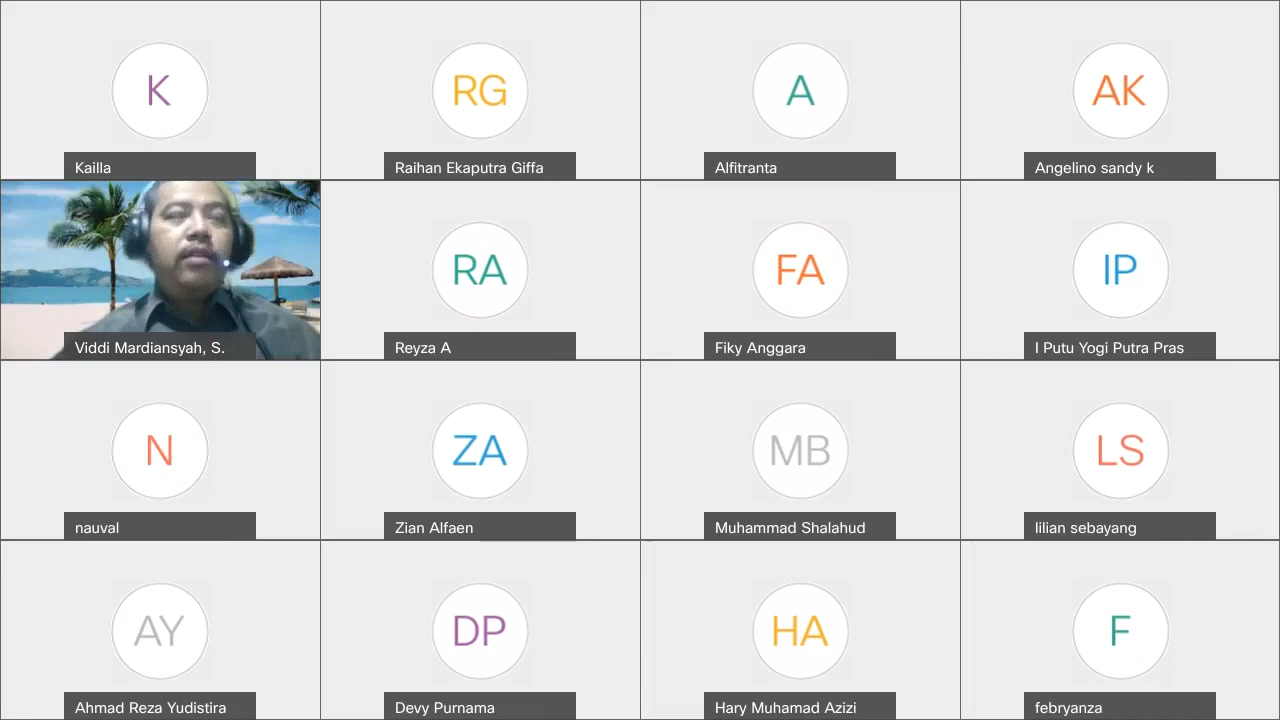 K
RG
A
AK
Kailla
Raihan Ekaputra Giffa
Alfitranta
Angelino sandy k
RA
FA
IP
Viddi Mardiansyah, S.
Reyza A
Fiky Anggara
I Putu Yogi Putra Pras
N
ZA
MB
LS
nauval
Zian Alfaen
Muhammad Shalahud
lilian sebayang
AY
DP
HA
F
Ahmad Reza Yudistira
Devy Purnama
Hary Muhamad Azizi
febryanza